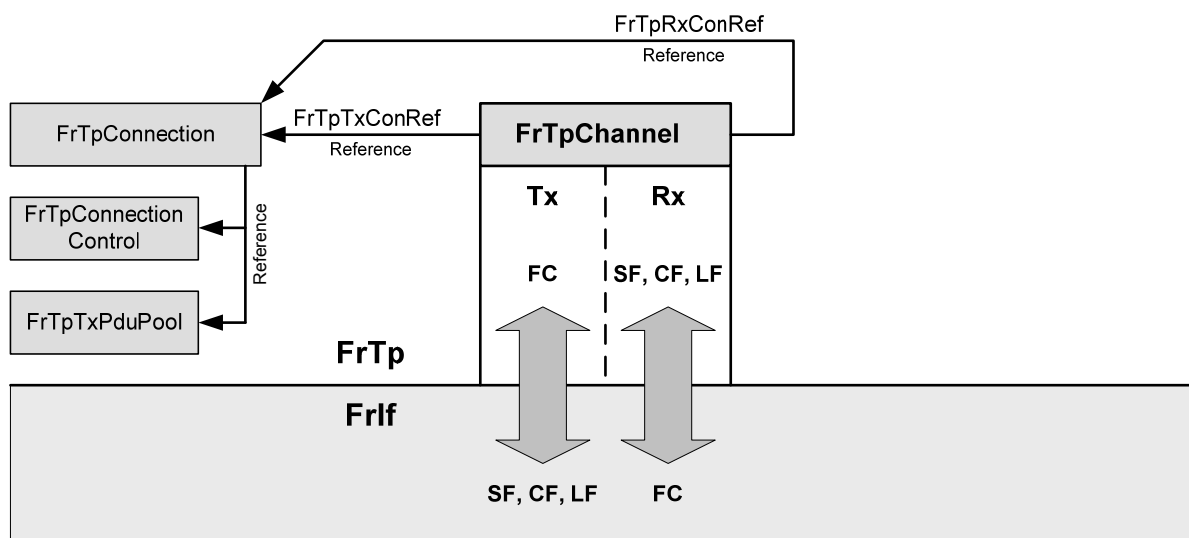 FrTpRxConRef
Reference
FrTpConnection
FrTpTxConRef
Reference
FrTpChannel
Tx
Rx
FrTpConnection
Control
Reference
FC
SF, CF, LF
FrTpTxPduPool
FrTp
FrIf
SF, CF, LF
FC